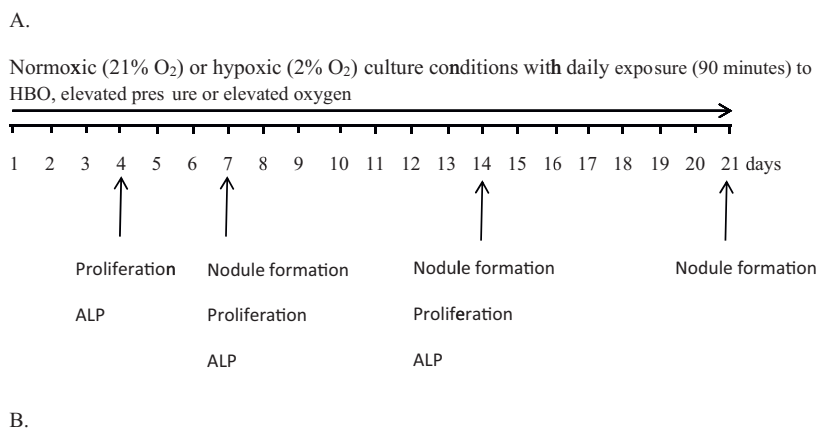 A.
Normoxic (21% O₂) or hypoxic (2% O₂) culture conditions with daily exposure (90 minutes) to
HBO, elevated pres ure or elevated oxygen
1 2 3 4 5 6 7 8 9 10 11 12 13 14 15 16 17 18 19 20 21 days
Proliferation Nodule formation Nodule formation Nodule formation
ALP Proliferation Proliferation
ALP ALP
B.